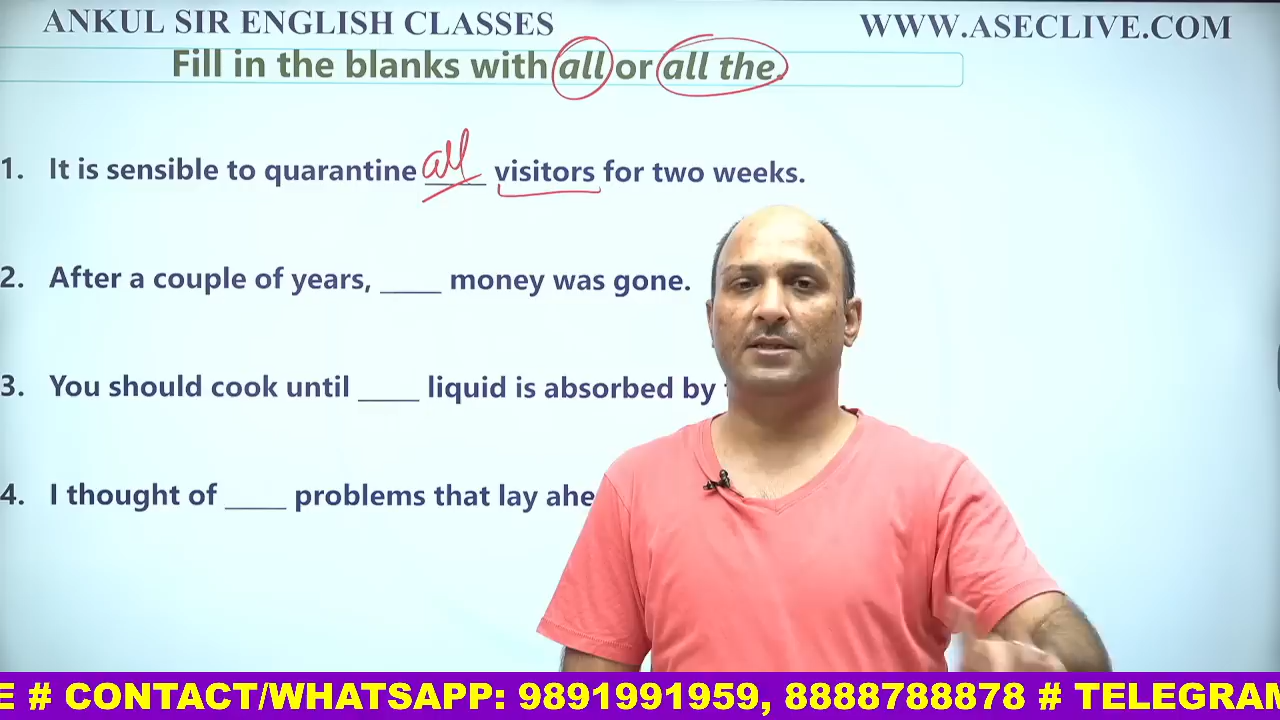 ANKUL SIR ENGLISH CLASSES
WWW.ASECLIVE.COM
Fill in the blanks with all or all the.
1. It is sensible to quarantine all visitors for two weeks.
2. After a couple of years, _____ money was gone.
3. You should cook until _____ liquid is absorbed by
4. I thought of _____ problems that lay ahe
E # CONTACT/WHATSAPP: 9891991959, 8888788878 # TELEGRAM